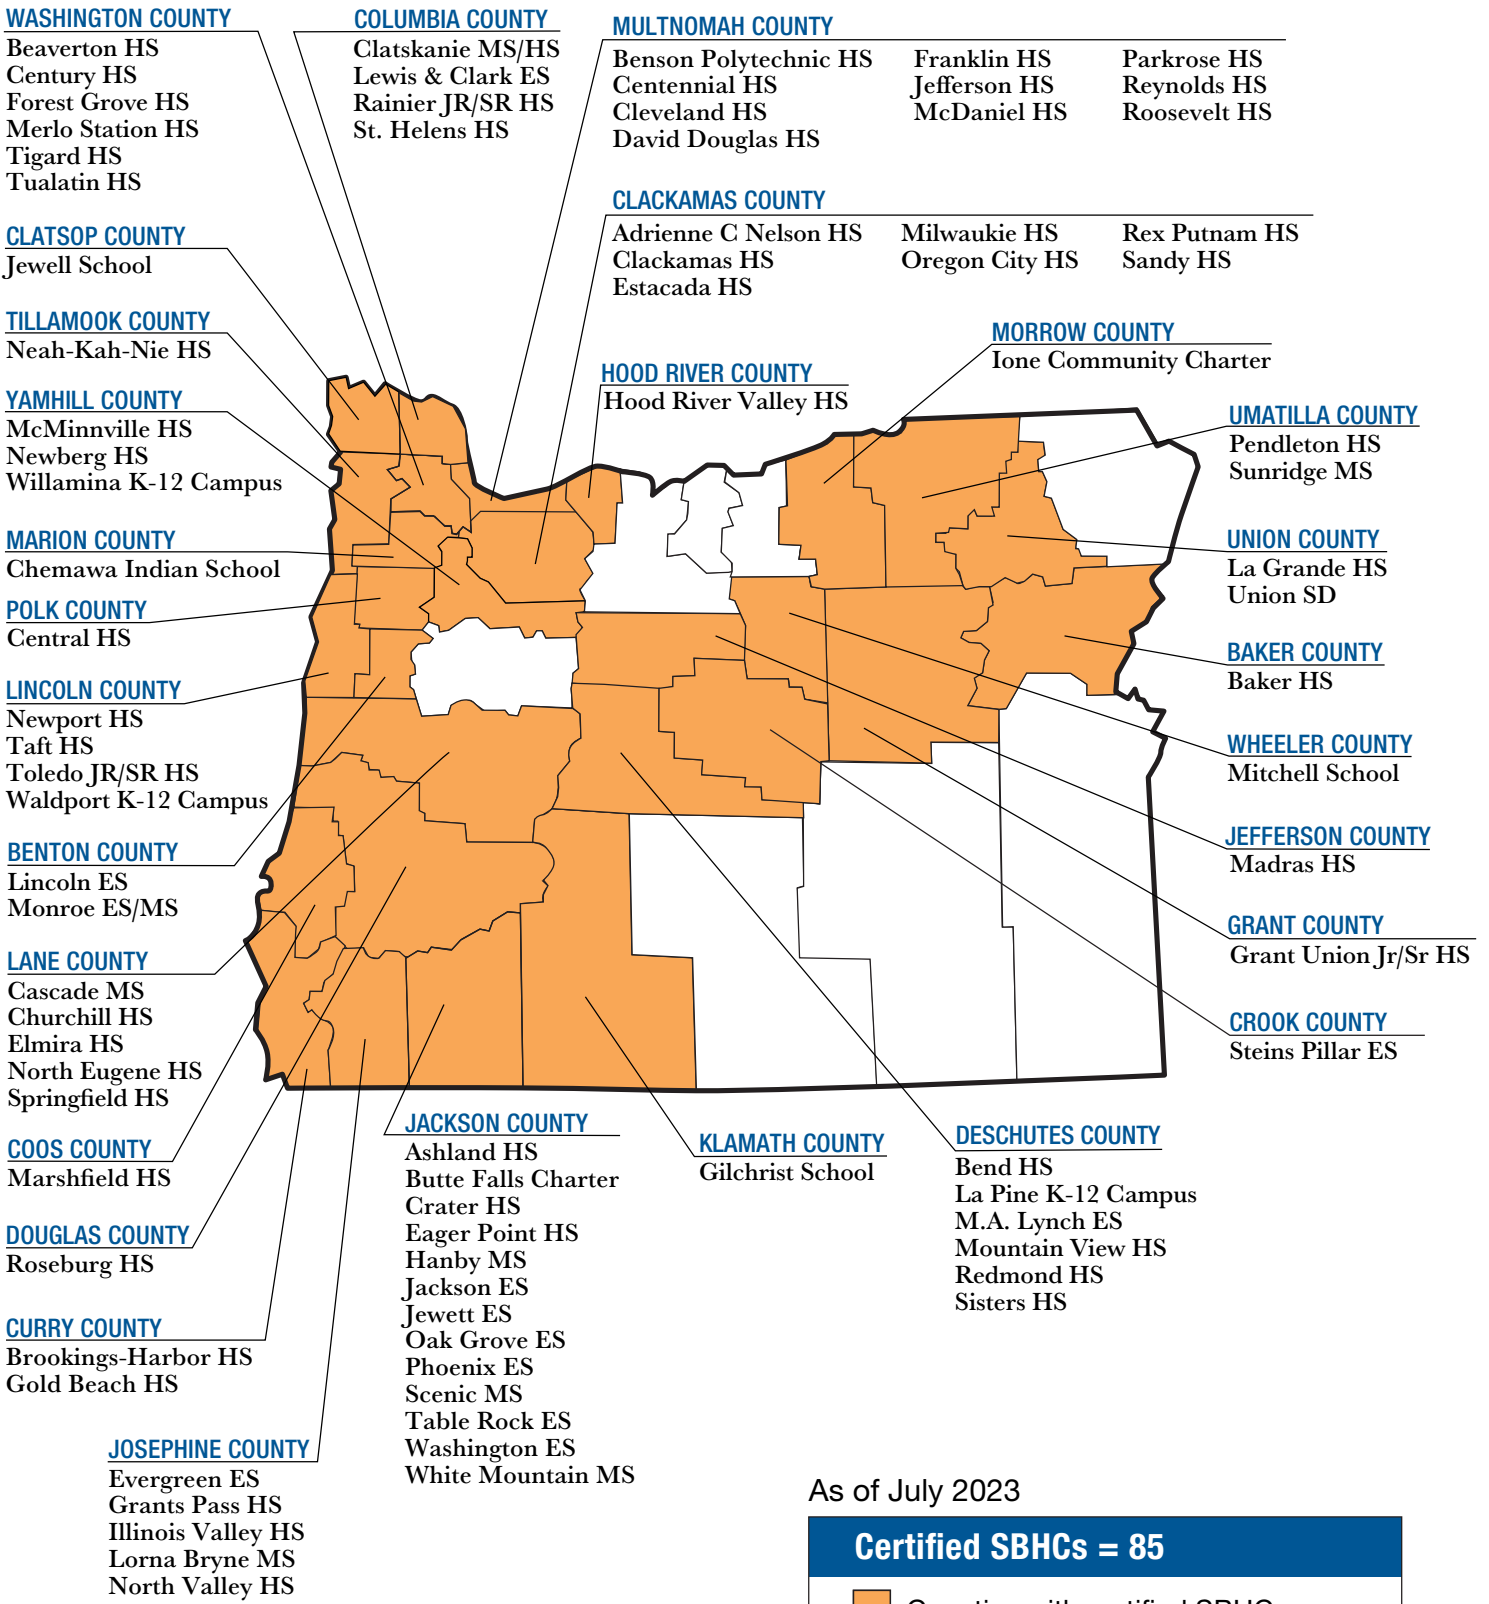 WASHINGTON COUNTY
Beaverton HS
Century HS
Forest Grove HS
Merlo Station HS
Tigard HS
Tualatin HS
COLUMBIA COUNTY
Clatskanie MS/HS
Lewis & Clark ES
Rainier JR/SR HS
St. Helens HS
MULTNOMAH COUNTY
Benson Polytechnic HS
Centennial HS
Cleveland HS
David Douglas HS
Franklin HS
Jefferson HS
McDaniel HS
Parkrose HS
Reynolds HS
Roosevelt HS
CLACKAMAS COUNTY
Adrienne C Nelson HS
Clackamas HS
Estacada HS
Milwaukie HS
Oregon City HS
Rex Putnam HS
Sandy HS
CLATSOP COUNTY
Jewell School
TILLAMOOK COUNTY
Neah-Kah-Nie HS
YAMHILL COUNTY
McMinnville HS
Newberg HS
Willamina K-12 Campus
MARION COUNTY
Chemawa Indian School
POLK COUNTY
Central HS
LINCOLN COUNTY
Newport HS
Taft HS
Toledo JR/SR HS
Waldport K-12 Campus
BENTON COUNTY
Lincoln ES
Monroe ES/MS
LANE COUNTY
Cascade MS
Churchill HS
Elmira HS
North Eugene HS
Springfield HS
COOS COUNTY
Marshfield HS
DOUGLAS COUNTY
Roseburg HS
CURRY COUNTY
Brookings-Harbor HS
Gold Beach HS
JOSEPHINE COUNTY
Evergreen ES
Grants Pass HS
Illinois Valley HS
Lorna Bryne MS
North Valley HS
HOOD RIVER COUNTY
Hood River Valley HS
MORROW COUNTY
Ione Community Charter
UMATILLA COUNTY
Pendleton HS
Sunridge MS
UNION COUNTY
La Grande HS
Union SD
BAKER COUNTY
Baker HS
WHEELER COUNTY
Mitchell School
JEFFERSON COUNTY
Madras HS
GRANT COUNTY
Grant Union Jr/Sr HS
CROOK COUNTY
Steins Pillar ES
JACKSON COUNTY
Ashland HS
Butte Falls Charter
Crater HS
Eager Point HS
Hanby MS
Jackson ES
Jewett ES
Oak Grove ES
Phoenix ES
Scenic MS
Table Rock ES
Washington ES
White Mountain MS
KLAMATH COUNTY
Gilchrist School
DESCHUTES COUNTY
Bend HS
La Pine K-12 Campus
M.A. Lynch ES
Mountain View HS
Redmond HS
Sisters HS
As of July 2023
Certified SBHCs = 85
Counties with certified SBHCs